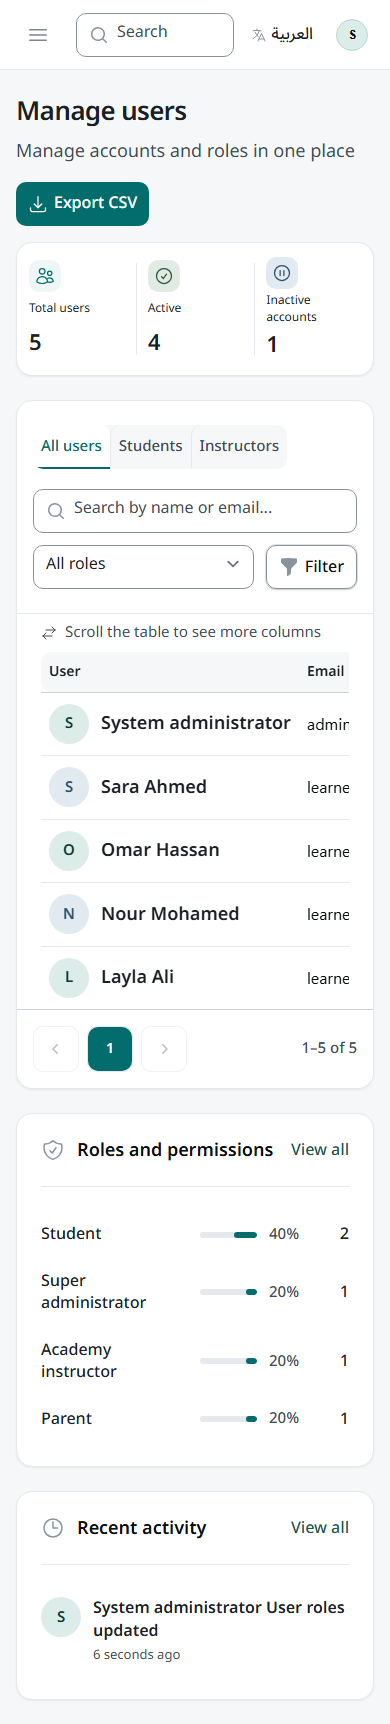 Search
العربية
S
Manage users
Manage accounts and roles in one place
Export CSV
Total users
5
Active
4
Inactive
accounts
1
All users
Students
Instructors
Search by name or email...
All roles
Filter
Scroll the table to see more columns
User
Email
S
System administrator
admin
S
Sara Ahmed
learne
O
Omar Hassan
learne
N
Nour Mohamed
learne
L
Layla Ali
learne
1
1–5 of 5
Roles and permissions
View all
Student
40%
2
Super
administrator
20%
1
Academy
instructor
20%
1
Parent
20%
1
Recent activity
View all
S
System administrator User roles
updated
6 seconds ago